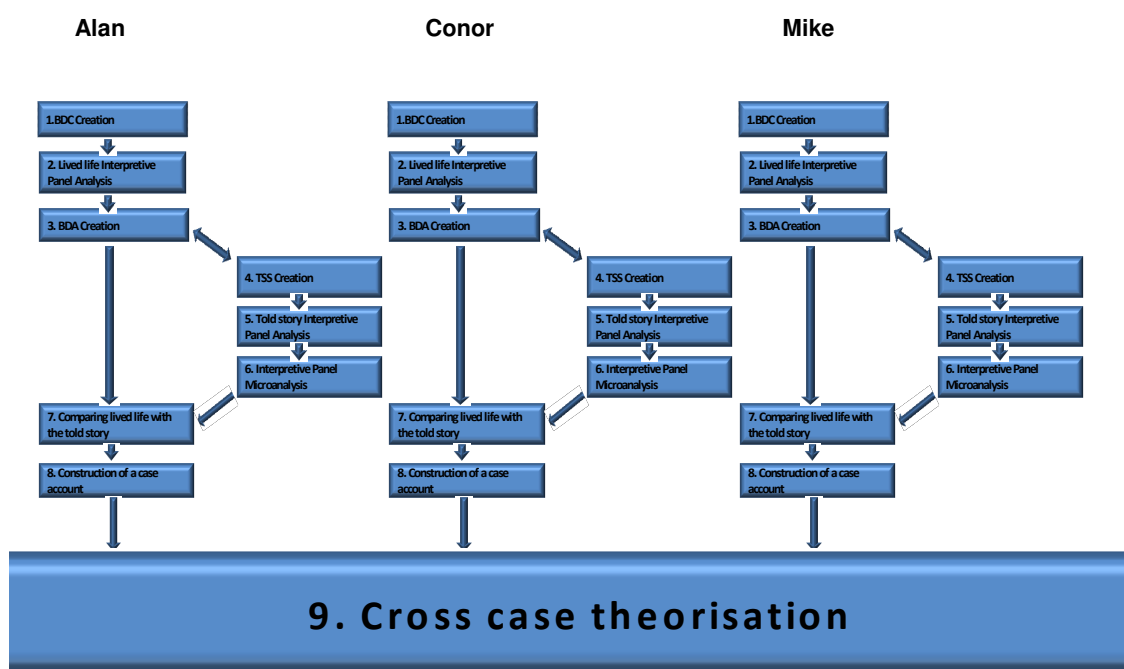 Alan
Conor
Mike
1.BDC Creation
2. Lived life Interpretive
Panel Analysis
3. BDA Creation
4. TSS Creation
5. Told story Interpretive
Panel Analysis
6. Interpretive Panel
Microanalysis
7. Comparing lived life with
the told story
8. Construction of a case
account
1.BDC Creation
2. Lived life Interpretive
Panel Analysis
3. BDA Creation
4. TSS Creation
5. Told story Interpretive
Panel Analysis
6. Interpretive Panel
Microanalysis
7. Comparing lived life with
the told story
8. Construction of a case
account
1.BDC Creation
2. Lived life Interpretive
Panel Analysis
3. BDA Creation
4. TSS Creation
5. Told story Interpretive
Panel Analysis
6. Interpretive Panel
Microanalysis
7. Comparing lived life with
the told story
8. Construction of a case
account
9. Cross case theorisation